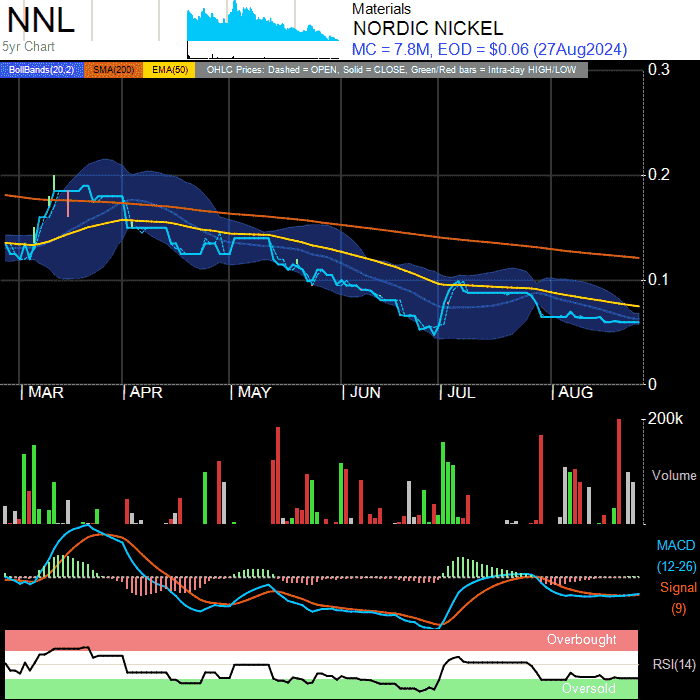 NNL
5yr Chart
Materials
NORDIC NICKEL
MC = 7.8M, EOD = $0.06 (27Aug2024)
BollBands(20,2) SMA(200) EMA(50) OHLC Prices: Dashed = OPEN, Solid = CLOSE, Green/Red bars = Intra-day HIGH/LOW
0.3
0.2
0.1
0
MAR APR MAY JUN JUL AUG
200k
Volume
MACD
(12-26)
Signal
(9)
Overbought
RSI(14)
Oversold